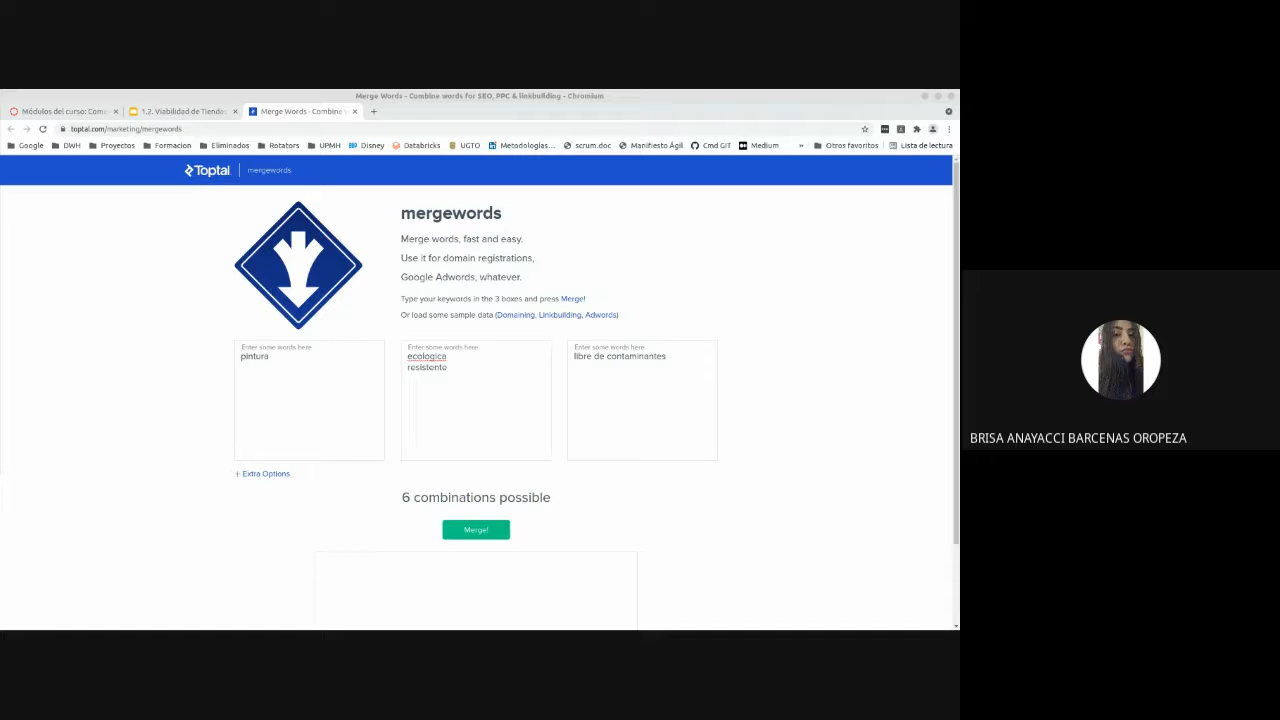 Merge Words - Combine words for SEO, PPC & linkbuilding - Chromium
Módulos del curso: Come
1.2. Viabilidad de Tiendas
Merge Words - Combine
toptal.com/marketing/mergewords
Google
DWH
Proyectos
Formacion
Eliminados
Rotators
UPMH
Disney
Databricks
UGTO
Metodologías...
scrum.doc
Manifiesto Ágil
Cmd GIT
Medium
»
Otros favoritos
Lista de lectura
Toptal
mergewords
mergewords
Merge words, fast and easy.
Use it for domain registrations,
Google Adwords, whatever.
Type your keywords in the 3 boxes and press Merge!
Or load some sample data (Domaining, Linkbuilding, Adwords)
Enter some words here
pintura
Enter some words here
ecologica
resistente
Enter some words here
libre de contaminantes
+ Extra Options
6 combinations possible
Merge!
BRISA ANAYACCI BARCENAS OROPEZA